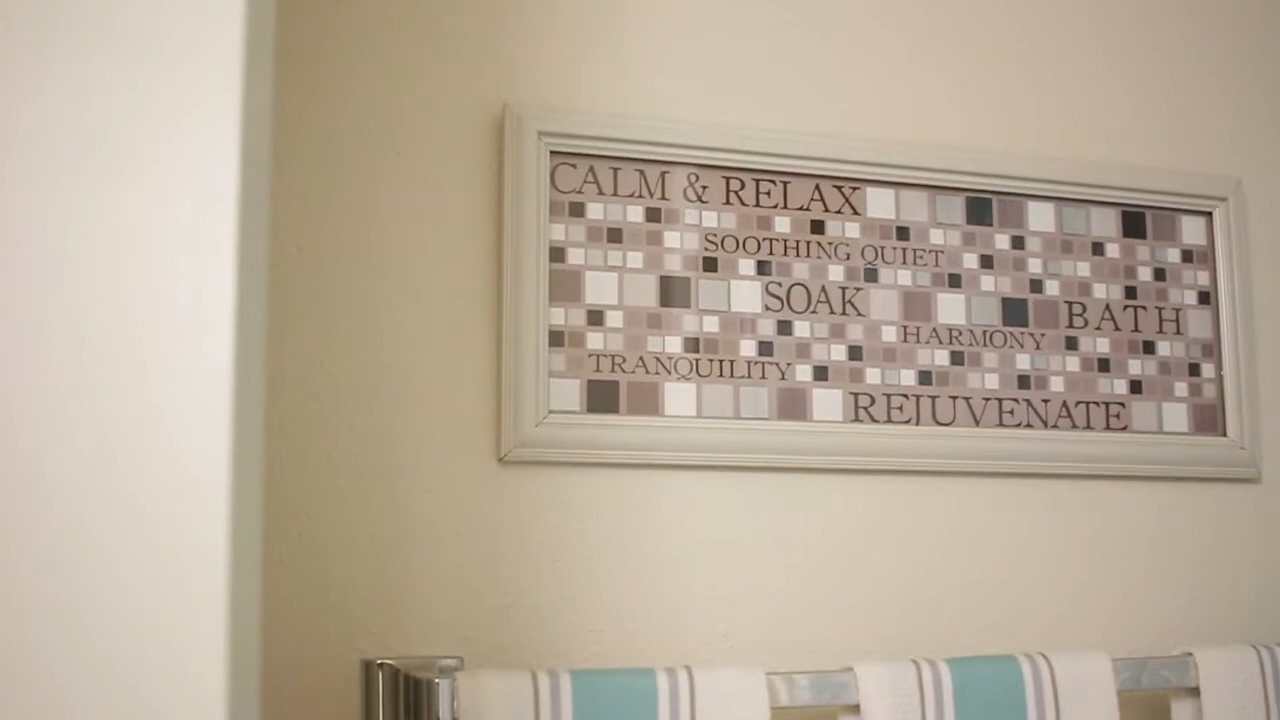 CALM & RELAX
SOOTHING QUIET
SOAK
BATH
HARMONY
TRANQUILITY
REJUVENATE